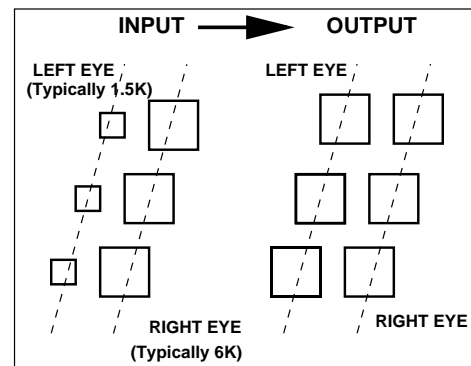 INPUT
OUTPUT
LEFT EYE
(Typically 1.5K)
LEFT EYE
RIGHT EYE
(Typically 6K)
RIGHT EYE